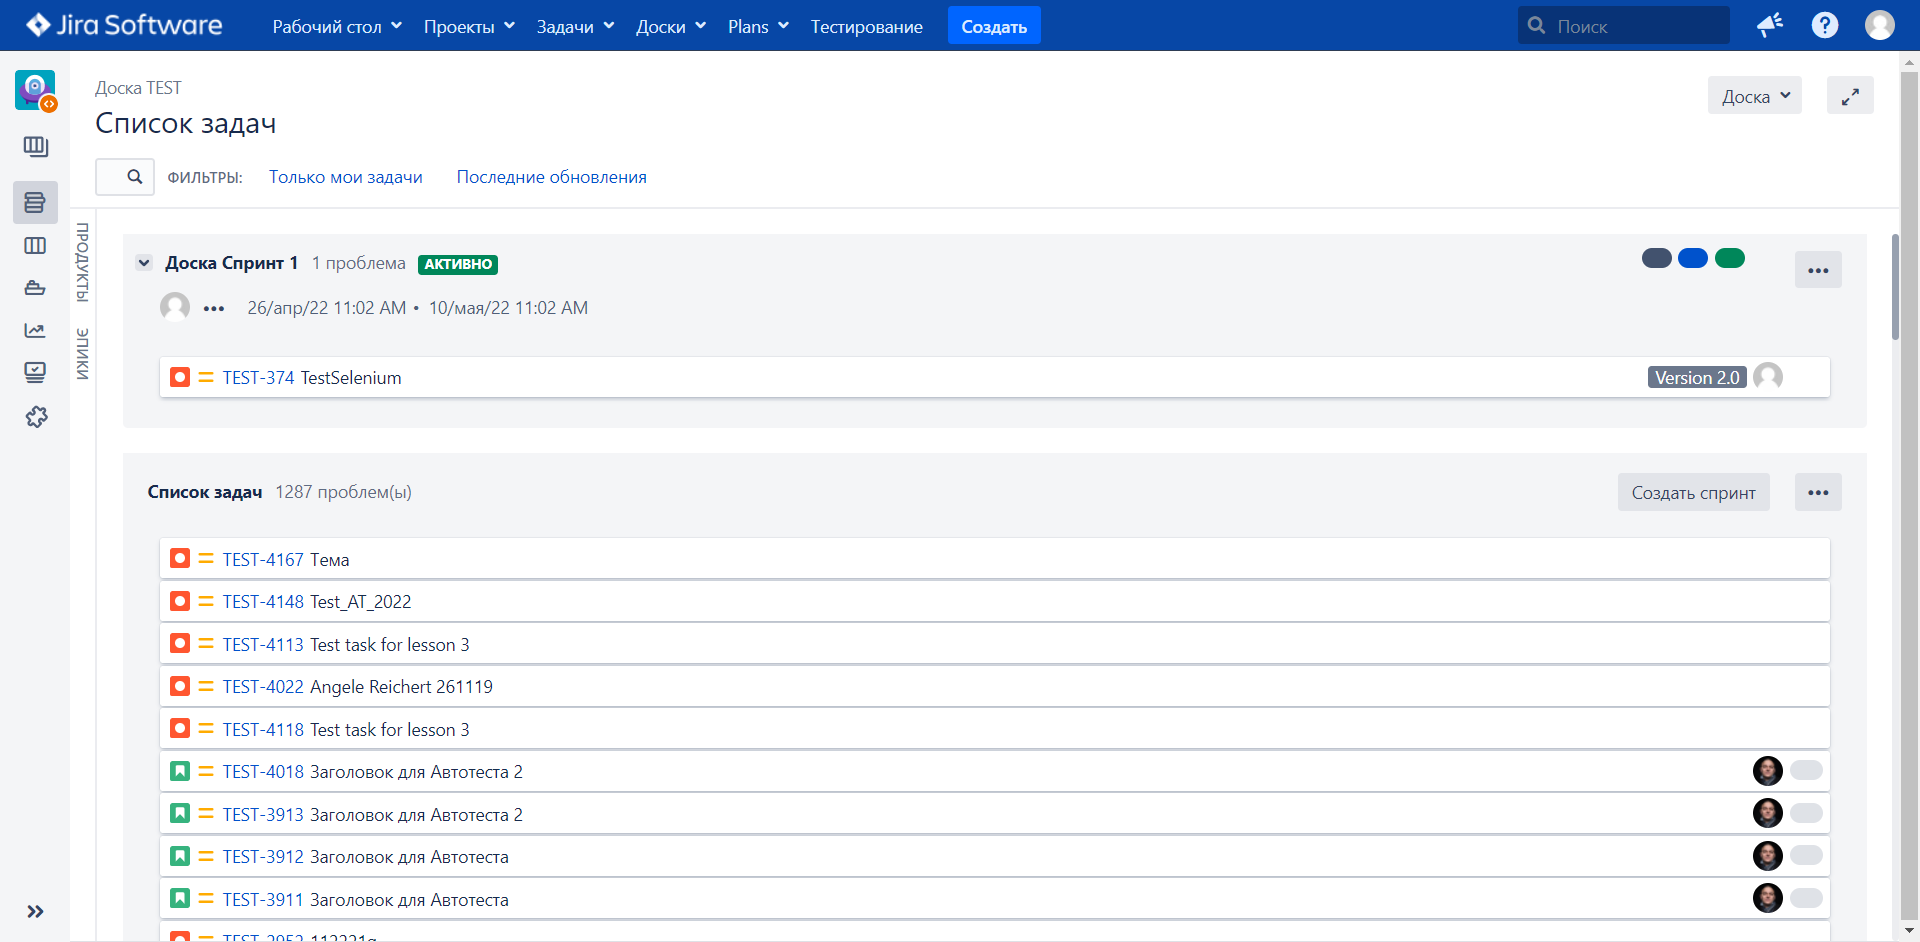 Jira Software Рабочий стол Проекты Задачи Доски Plans Тестирование Создать Поиск
Доска TEST
Список задач
Доска
ФИЛЬТРЫ: Только мои задачи Последние обновления
ПРОДУКТЫ
ЭПИКИ
Доска Спринт 1 1 проблема АКТИВНО
26/апр/22 11:02 AM • 10/мая/22 11:02 AM
TEST-374 TestSelenium Version 2.0
Список задач 1287 проблем(ы) Создать спринт
TEST-4167 Тема
TEST-4148 Test_AT_2022
TEST-4113 Test task for lesson 3
TEST-4022 Angele Reichert 261119
TEST-4118 Test task for lesson 3
TEST-4018 Заголовок для Автотеста 2
TEST-3913 Заголовок для Автотеста 2
TEST-3912 Заголовок для Автотеста
TEST-3911 Заголовок для Автотеста